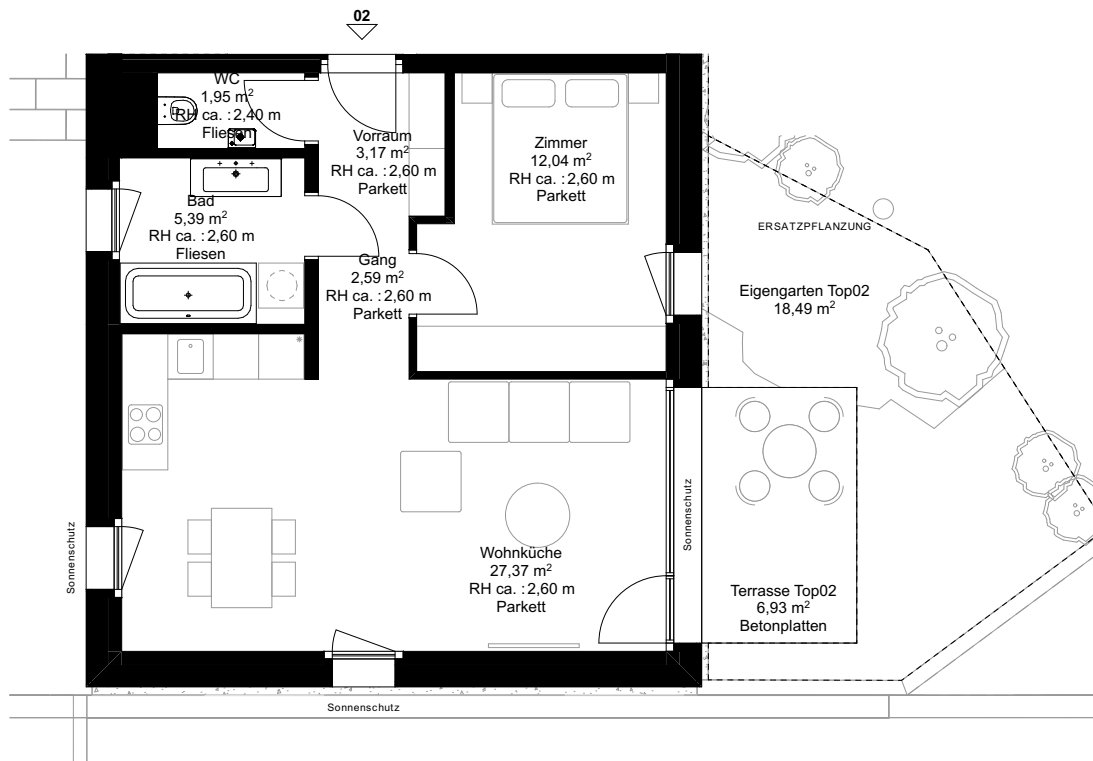 02
WC
1,95 m²
RH ca. : 2,40 m
Fliesen
Vorraum
3,17 m²
RH ca. : 2,60 m
Parkett
Zimmer
12,04 m²
RH ca. : 2,60 m
Parkett
Bad
5,39 m²
RH ca. : 2,60 m
Fliesen
Gang
2,59 m²
RH ca. : 2,60 m
Parkett
ERSATZPFLANZUNG
Eigengarten Top02
18,49 m²
Sonnenschutz
Sonnenschutz
Wohnküche
27,37 m²
RH ca. : 2,60 m
Parkett
Terrasse Top02
6,93 m²
Betonplatten
Sonnenschutz